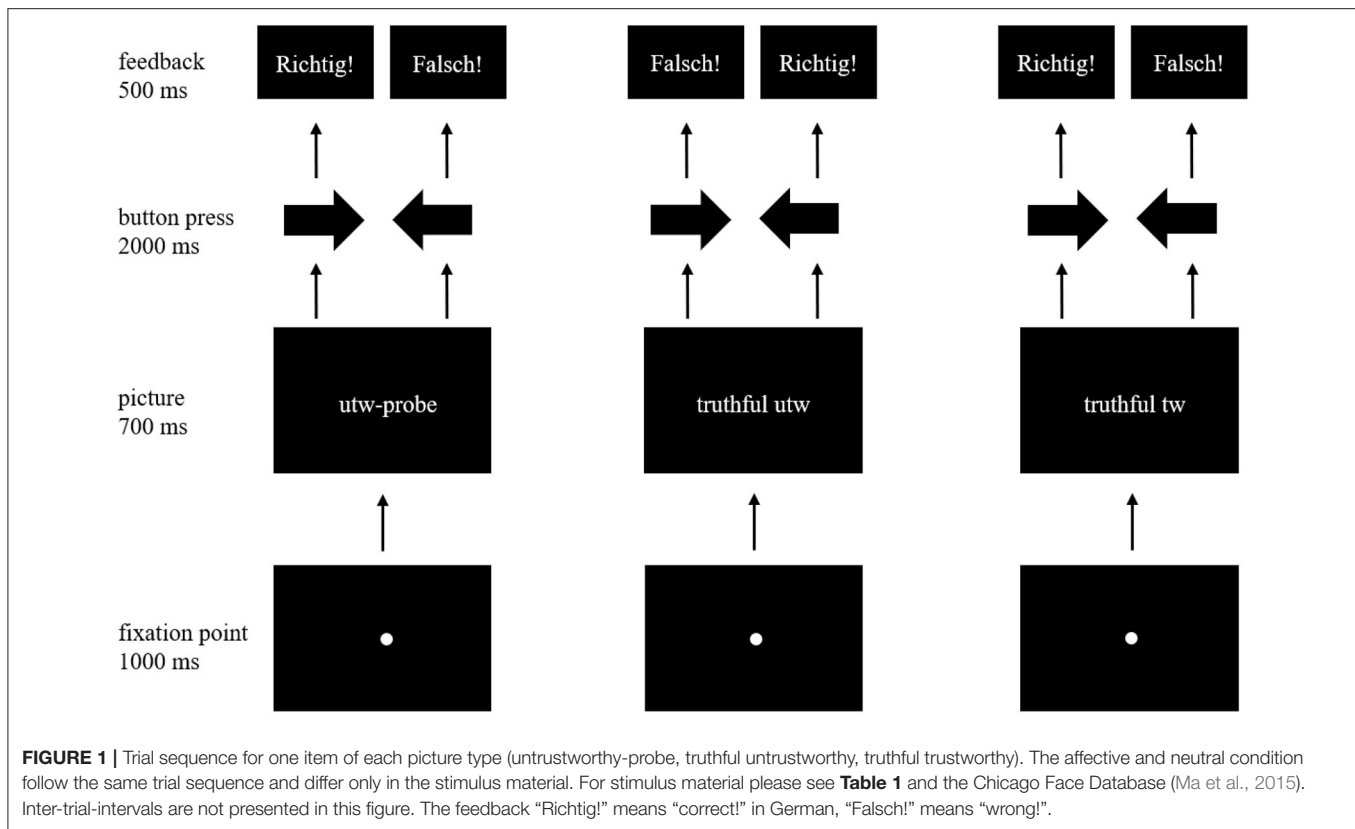 feedback
500 ms
Richtig!
Falsch!
Falsch!
Richtig!
Richtig!
Falsch!
button press
2000 ms
picture
700 ms
utw-probe
truthful utw
truthful tw
fixation point
1000 ms
FIGURE 1 | Trial sequence for one item of each picture type (untrustworthy-probe, truthful untrustworthy, truthful trustworthy). The affective and neutral condition
follow the same trial sequence and differ only in the stimulus material. For stimulus material please see Table 1 and the Chicago Face Database (Ma et al., 2015).
Inter-trial-intervals are not presented in this figure. The feedback “Richtig!” means “correct!” in German, “Falsch!” means “wrong!”.